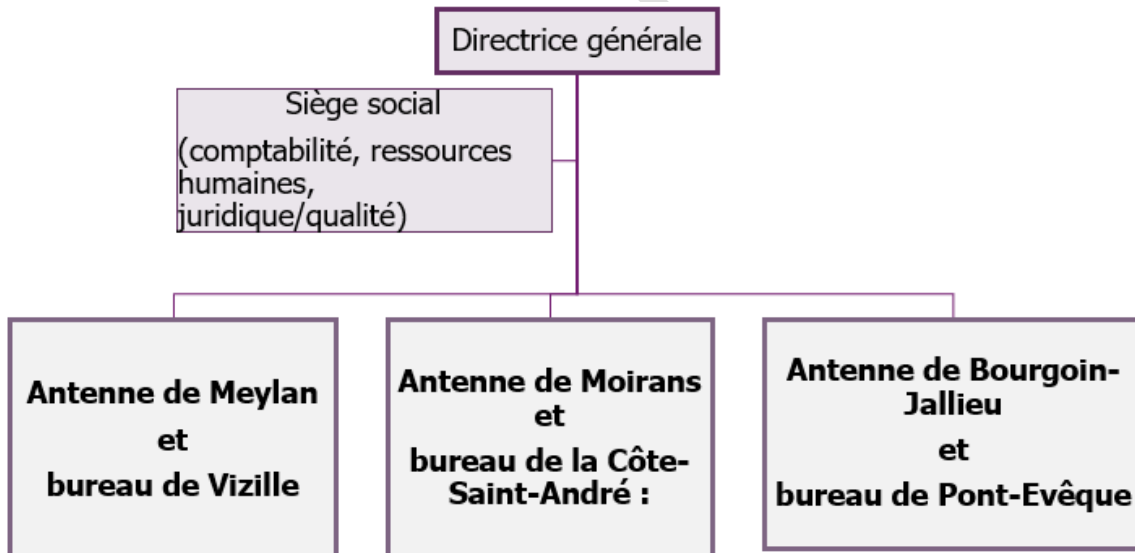 Directrice générale
Siège social
(comptabilité, ressources
humaines,
juridique/qualité)
Antenne de Meylan
et
bureau de Vizille
Antenne de Moirans
et
bureau de la Côte-
Saint-André :
Antenne de Bourgoin-
Jallieu
et
bureau de Pont-Evêque